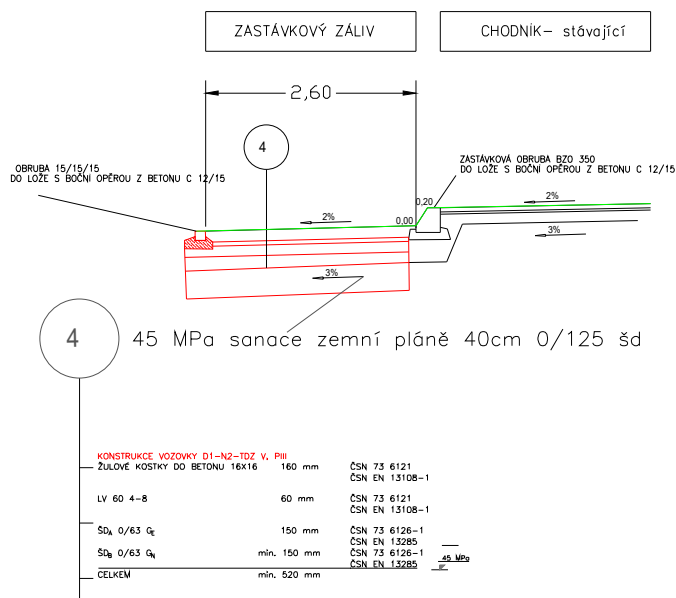 ZASTÁVKOVÝ ZÁLIV
CHODNÍK- stávající
2,60
4
OBRUBA 15/15/15
DO LOŽE S BOČNÍ OPĚROU Z BETONU C 12/15
ZASTÁVKOVÁ OBRUBA BZO 350
DO LOŽE S BOČNÍ OPĚROU Z BETONU C 12/15
0,20
2%
2%
0,00
3%
3%
4
45 MPa sanace zemní pláně 40cm 0/125 šd
KONSTRUKCE VOZOVKY D1-N2-TDZ V, PIII
ŽULOVÉ KOSTKY DO BETONU 16X16 160 mm ČSN 73 6121
ČSN EN 13108-1
LV 60 4-8 60 mm ČSN 73 6121
ČSN EN 13108-1
ŠDA 0/63 GE 150 mm ČSN 73 6126-1
ČSN EN 13285
ŠDB 0/63 GN min. 150 mm ČSN 73 6126-1
ČSN EN 13285
45 MPa
CELKEM min. 520 mm